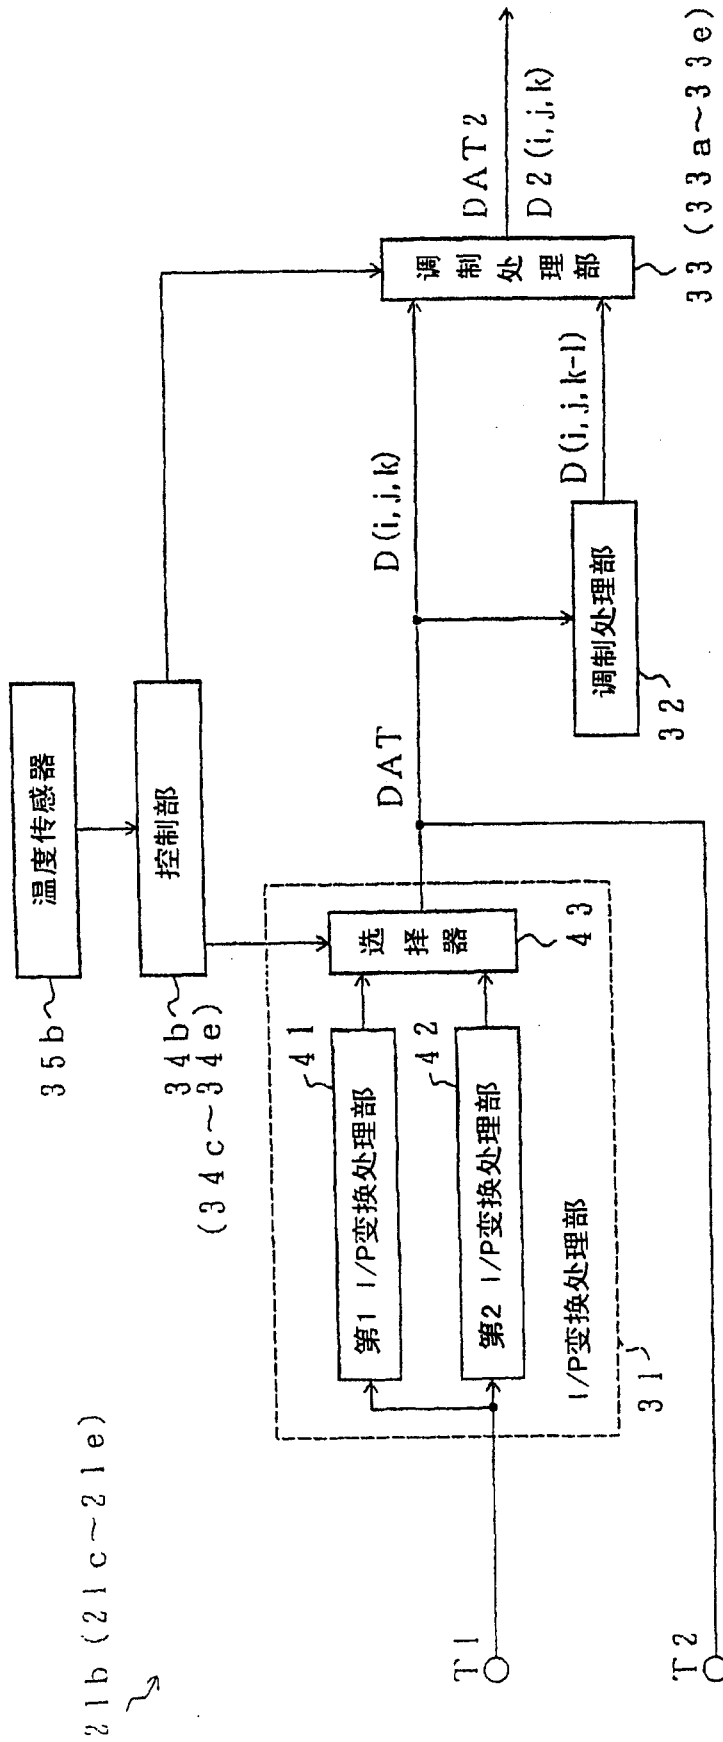 21b (21c～21e)
35b
温度传感器
34b
(34c～34e)
控制部
T1
第1 I/P变换处理部
41
第2 I/P变换处理部
42
选择器
43
I/P变换处理部
31
DAT
D(i,j,k)
调制处理部
32
D(i,j,k-1)
调制处理部
33 (33a～33e)
DAT2
D2(i,j,k)
T2